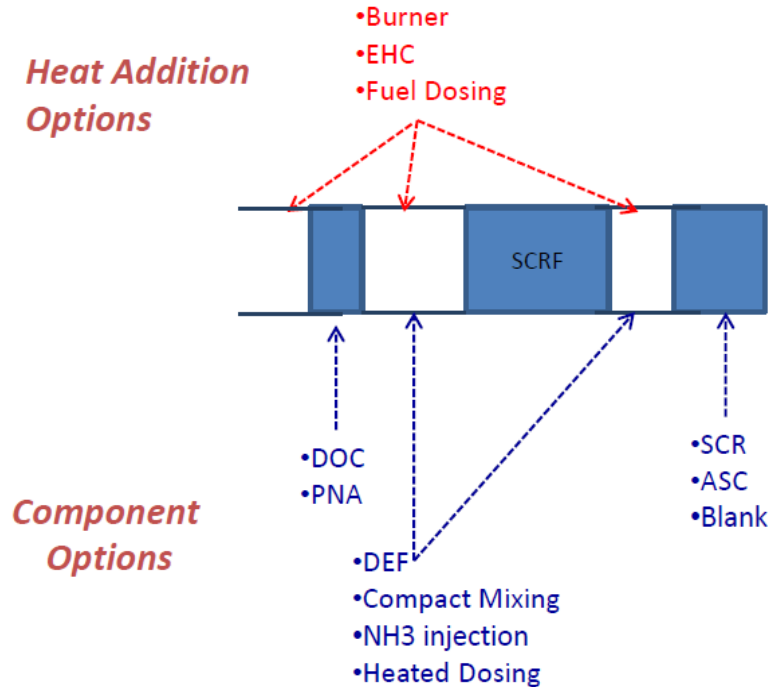 •Burner
•EHC
•Fuel Dosing
Heat Addition
Options
SCRF
•DOC
•PNA
•SCR
•ASC
•Blank
Component
Options
•DEF
•Compact Mixing
•NH3 injection
•Heated Dosing